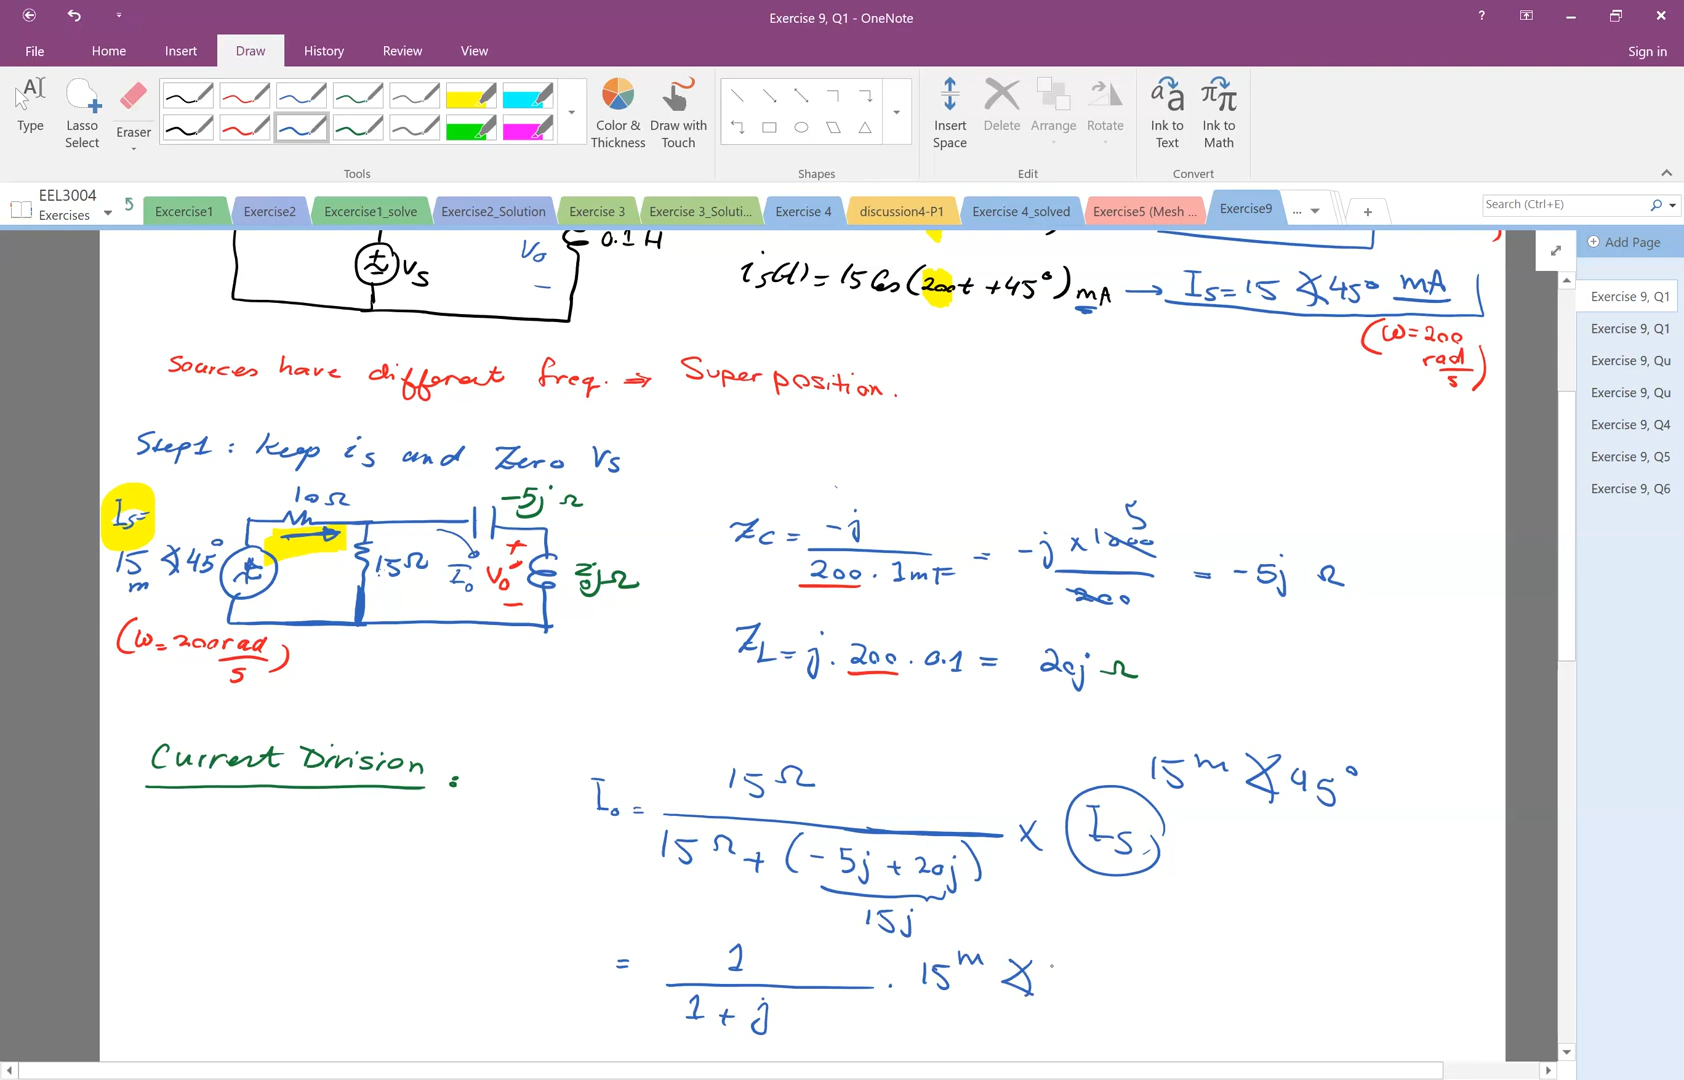 Exercise 9, Q1 - OneNote
?
File Home Insert Draw History Review View Sign in
Type
Lasso Select
Eraser
Color & Thickness
Draw with Touch
Insert Space
Delete
Arrange
Rotate
Ink to Text
Ink to Math
Tools Shapes Edit Convert
EEL3004
Exercises
Excercise1 Exercise2 Excercise1_solve Exercise2_Solution Exercise 3 Exercise 3_Soluti... Exercise 4 discussion4-P1 Exercise 4_solved Exercise5 (Mesh ... Exercise9 ...
Search (Ctrl+E)
Add Page
Exercise 9, Q1
Exercise 9, Q1
Exercise 9, Qu
Exercise 9, Qu
Exercise 9, Q4
Exercise 9, Q5
Exercise 9, Q6
0.1 H
Vo
Vs
-
is(t) = 15 Cos(200t + 45°) mA → Is = 15 ∡45° mA
(ω = 200 rad/s)
Sources have different freq. ⇒ Superposition.
Step1 : Keep is and Zero Vs
10 Ω
-5j Ω
Is =
15 m ∡45°
15 Ω
Io
+ Vo -
20j Ω
(ω = 200 rad/s)
Zc = -j / (200 · 1mF) = -j × 1000 / 200 = -5j Ω
5
ZL = j · 200 · 0.1 = 20j Ω
Current Division :
Io = 15 Ω / (15 Ω + (-5j + 20j)) × Is
15 m ∡45°
15j
= 1 / (1 + j) · 15 m ∡